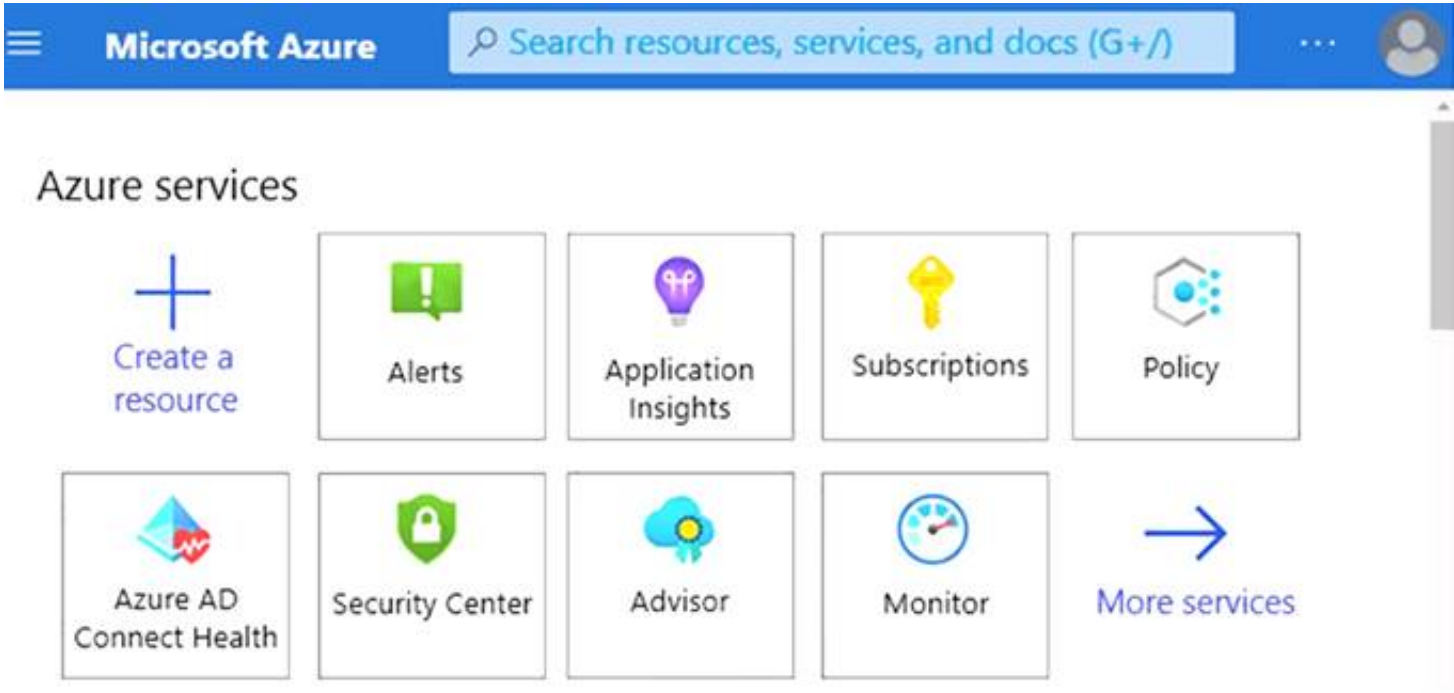 Microsoft Azure
Search resources, services, and docs (G+/)
...
Azure services
Create a
resource
Alerts
Application
Insights
Subscriptions
Policy
Azure AD
Connect Health
Security Center
Advisor
Monitor
More services